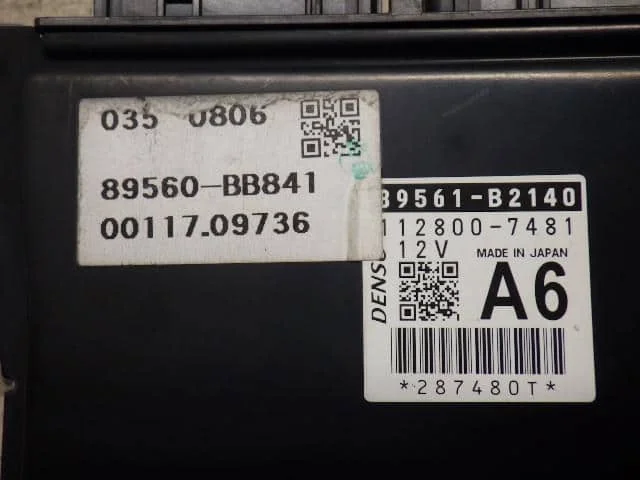 035 0806
89560-BB841
00117.09736
89561-B2140
112800-7481
DENSO 12V MADE IN JAPAN
A6
*287480T*